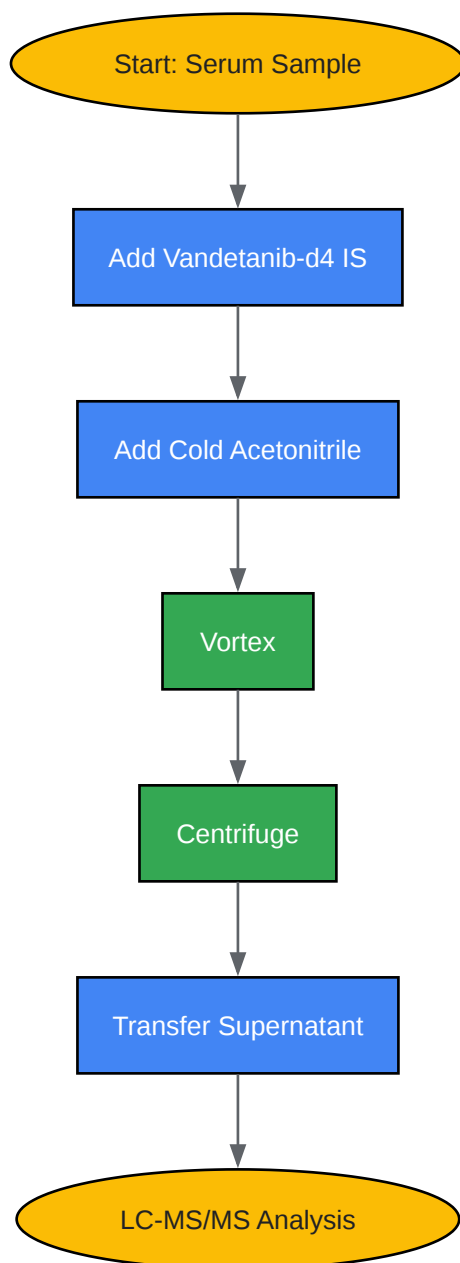 Start: Serum Sample
Add Vandetanib-d4 IS
Add Cold Acetonitrile
Vortex
Centrifuge
Transfer Supernatant
LC-MS/MS Analysis